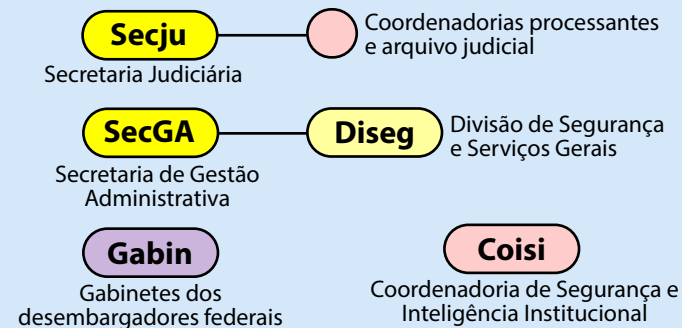 Secju
Secretaria Judiciária
Coordenadorias processantes
e arquivo judicial
SecGA
Secretaria de Gestão
Administrativa
Diseg
Divisão de Segurança
e Serviços Gerais
Gabin
Gabinetes dos
desembargadores federais
Coisi
Coordenadoria de Segurança e
Inteligência Institucional